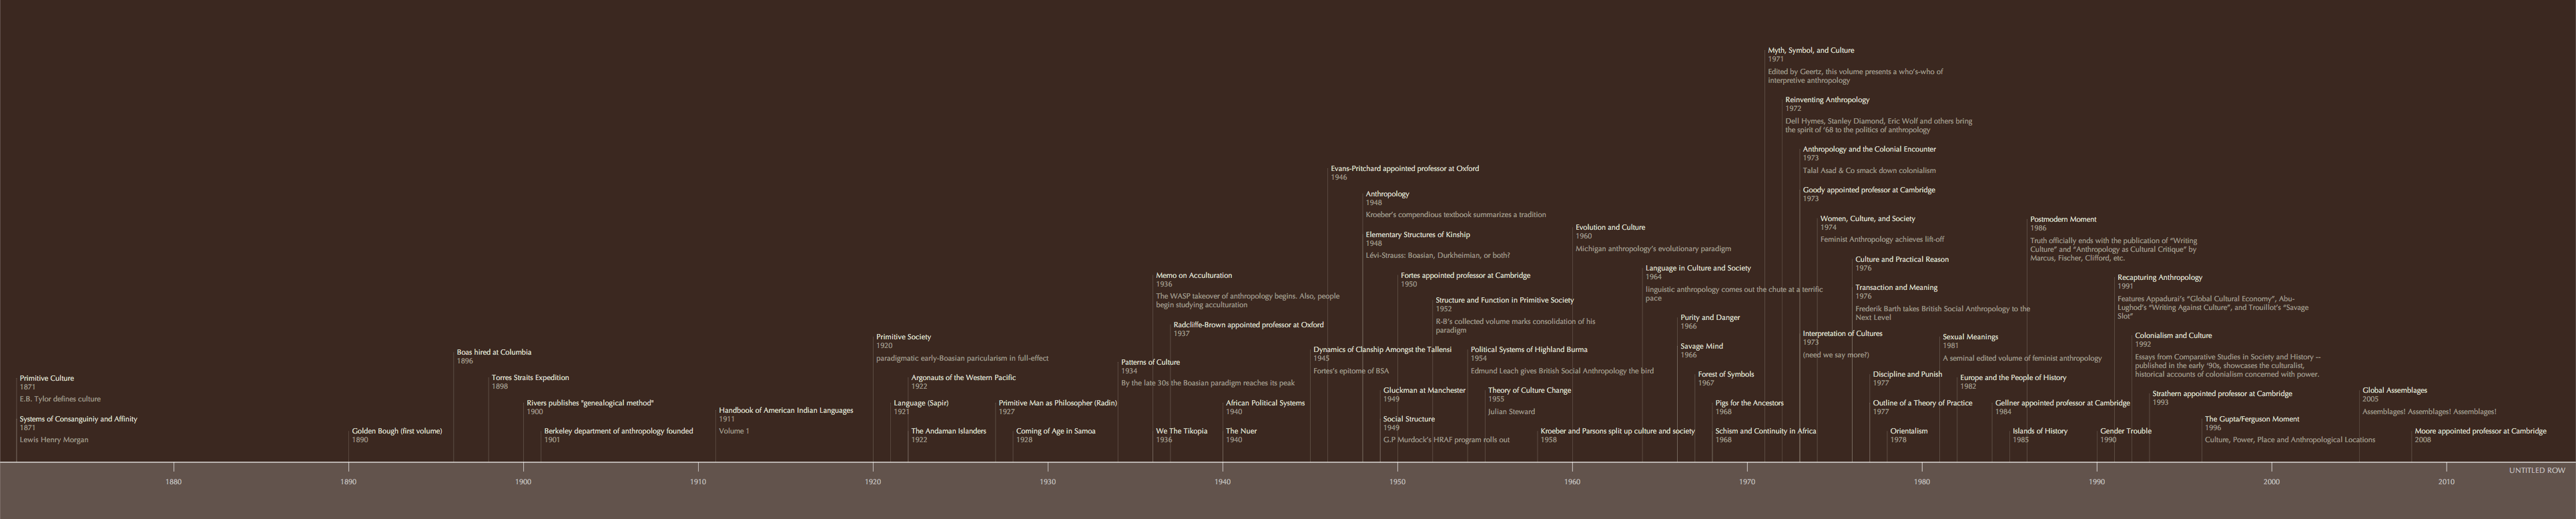 Primitive Culture
1871
E.B. Tylor defines culture
Systems of Consanguiniy and Affinity
1871
Lewis Henry Morgan
Golden Bough (first volume)
1890
Boas hired at Columbia
1896
Torres Straits Expedition
1898
Rivers publishes "genealogical method"
1900
Berkeley department of anthropology founded
1901
Handbook of American Indian Languages
1911
Volume 1
Primitive Society
1920
paradigmatic early-Boasian paricularism in full-effect
Language (Sapir)
1921
Argonauts of the Western Pacific
1922
The Andaman Islanders
1922
Primitive Man as Philosopher (Radin)
1927
Coming of Age in Samoa
1928
Patterns of Culture
1934
By the late 30s the Boasian paradigm reaches its peak
Memo on Acculturation
1936
The WASP takeover of anthropology begins. Also, people
begin studying acculturation
We The Tikopia
1936
Radcliffe-Brown appointed professor at Oxford
1937
African Political Systems
1940
The Nuer
1940
Dynamics of Clanship Amongst the Tallensi
1945
Fortes's epitome of BSA
Evans-Pritchard appointed professor at Oxford
1946
Anthropology
1948
Kroeber's compendious textbook summarizes a tradition
Elementary Structures of Kinship
1948
Lévi-Strauss: Boasian, Durkheimian, or both?
Gluckman at Manchester
1949
Social Structure
1949
G.P Murdock's HRAF program rolls out
Fortes appointed professor at Cambridge
1950
Structure and Function in Primitive Society
1952
R-B's collected volume marks consolidation of his
paradigm
Political Systems of Highland Burma
1954
Edmund Leach gives British Social Anthropology the bird
Theory of Culture Change
1955
Julian Steward
Kroeber and Parsons split up culture and society
1958
Evolution and Culture
1960
Michigan anthropology's evolutionary paradigm
Language in Culture and Society
1964
linguistic anthropology comes out the chute at a terrific
pace
Purity and Danger
1966
Savage Mind
1966
Forest of Symbols
1967
Pigs for the Ancestors
1968
Schism and Continuity in Africa
1968
Myth, Symbol, and Culture
1971
Edited by Geertz, this volume presents a who's-who of
interpretive anthropology
Reinventing Anthropology
1972
Dell Hymes, Stanley Diamond, Eric Wolf and others bring
the spirit of '68 to the politics of anthropology
Anthropology and the Colonial Encounter
1973
Talal Asad & Co smack down colonialism
Goody appointed professor at Cambridge
1973
Interpretation of Cultures
1973
(need we say more?)
Women, Culture, and Society
1974
Feminist Anthropology achieves lift-off
Culture and Practical Reason
1976
Transaction and Meaning
1976
Frederik Barth takes British Social Anthropology to the
Next Level
Discipline and Punish
1977
Outline of a Theory of Practice
1977
Orientalism
1978
Sexual Meanings
1981
A seminal edited volume of feminist anthropology
Europe and the People of History
1982
Gellner appointed professor at Cambridge
1984
Islands of History
1985
Postmodern Moment
1986
Truth officially ends with the publication of "Writing
Culture" and "Anthropology as Cultural Critique" by
Marcus, Fischer, Clifford, etc.
Gender Trouble
1990
Recapturing Anthropology
1991
Features Appadurai's "Global Cultural Economy", Abu-
Lughod's "Writing Against Culture", and Trouillot's "Savage
Slot"
Colonialism and Culture
1992
Essays from Comparative Studies in Society and History --
published in the early '90s, showcases the culturalist,
historical accounts of colonialism concerned with power.
Strathern appointed professor at Cambridge
1993
The Gupta/Ferguson Moment
1996
Culture, Power, Place and Anthropological Locations
Global Assemblages
2005
Assemblages! Assemblages! Assemblages!
Moore appointed professor at Cambridge
2008
UNTITLED ROW
1880 1890 1900 1910 1920 1930 1940 1950 1960 1970 1980 1990 2000 2010